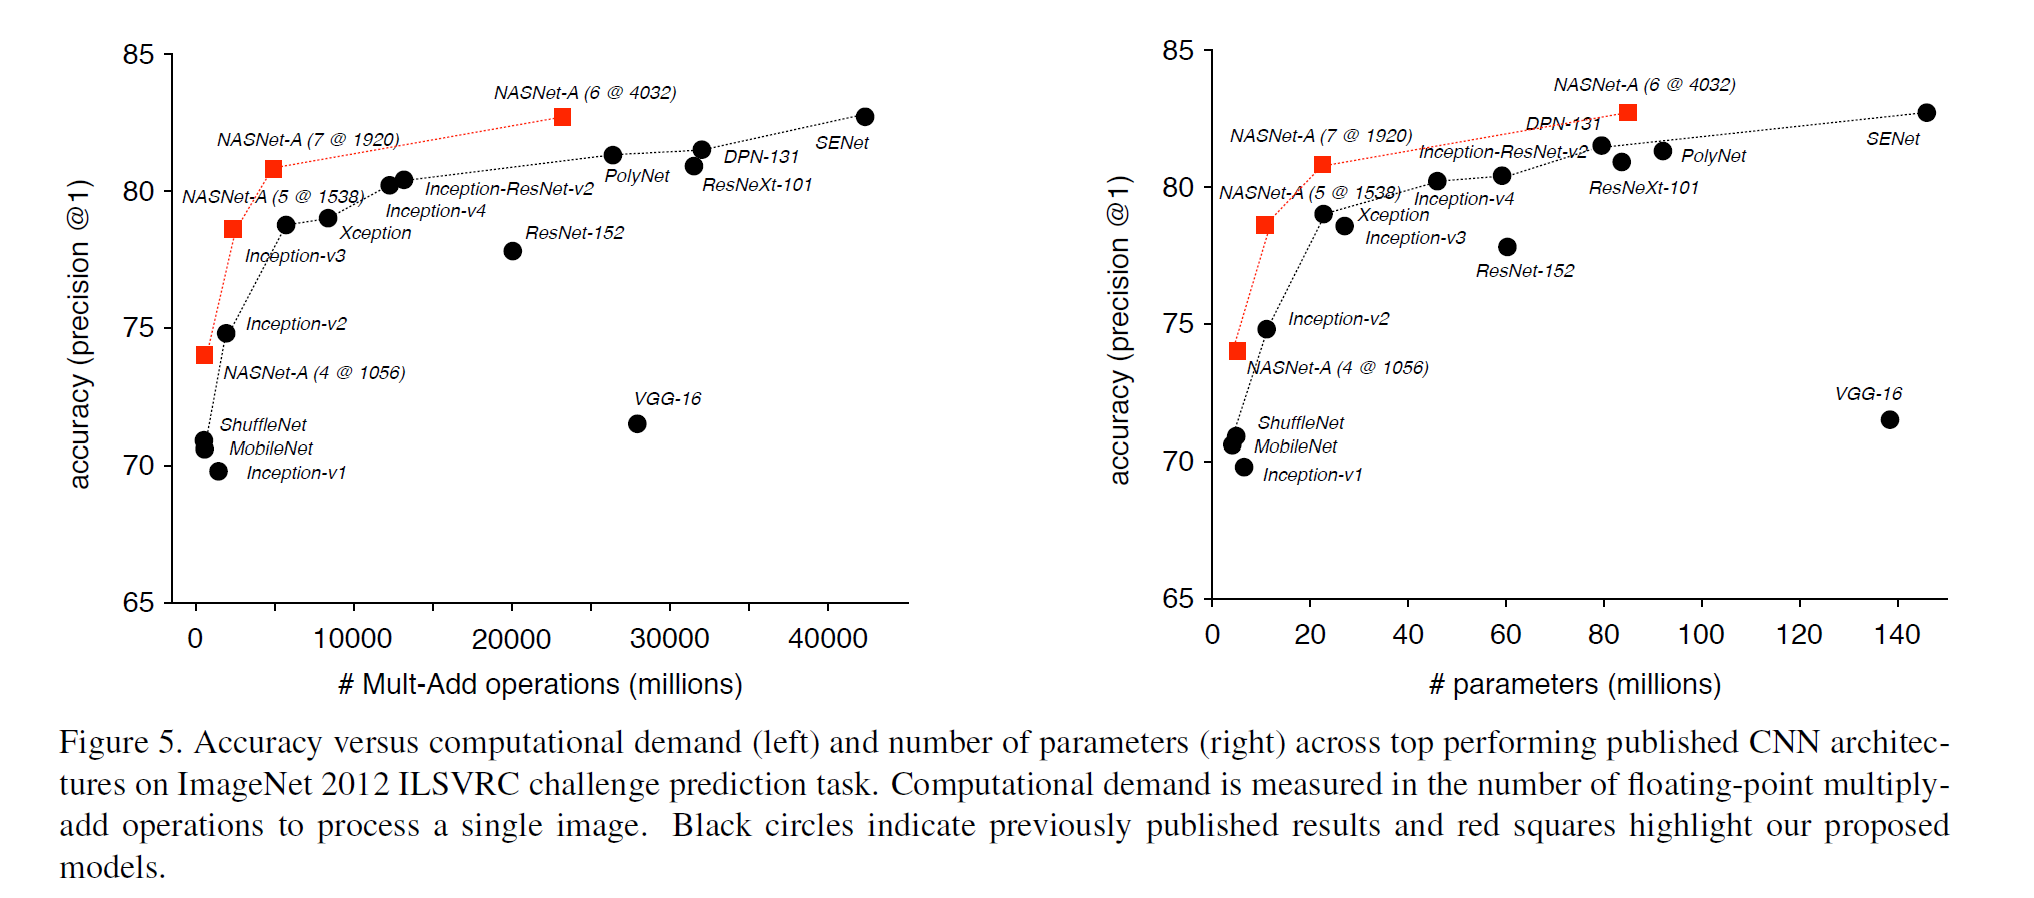 85
80
75
70
65
accuracy (precision @1)
NASNet-A (6 @ 4032)
NASNet-A (7 @ 1920)
SENet
DPN-131
PolyNet
ResNeXt-101
NASNet-A (5 @ 1538)
Inception-ResNet-v2
Inception-v4
Xception
ResNet-152
Inception-v3
Inception-v2
NASNet-A (4 @ 1056)
VGG-16
ShuffleNet
MobileNet
Inception-v1
0 10000 20000 30000 40000
# Mult-Add operations (millions)
85
80
75
70
65
accuracy (precision @1)
NASNet-A (6 @ 4032)
DPN-131
NASNet-A (7 @ 1920)
SENet
Inception-ResNet-v2
PolyNet
ResNeXt-101
NASNet-A (5 @ 1538)
Inception-v4
Xception
Inception-v3
ResNet-152
Inception-v2
NASNet-A (4 @ 1056)
VGG-16
ShuffleNet
MobileNet
Inception-v1
0 20 40 60 80 100 120 140
# parameters (millions)
Figure 5. Accuracy versus computational demand (left) and number of parameters (right) across top performing published CNN architec-
tures on ImageNet 2012 ILSVRC challenge prediction task. Computational demand is measured in the number of floating-point multiply-
add operations to process a single image. Black circles indicate previously published results and red squares highlight our proposed
models.